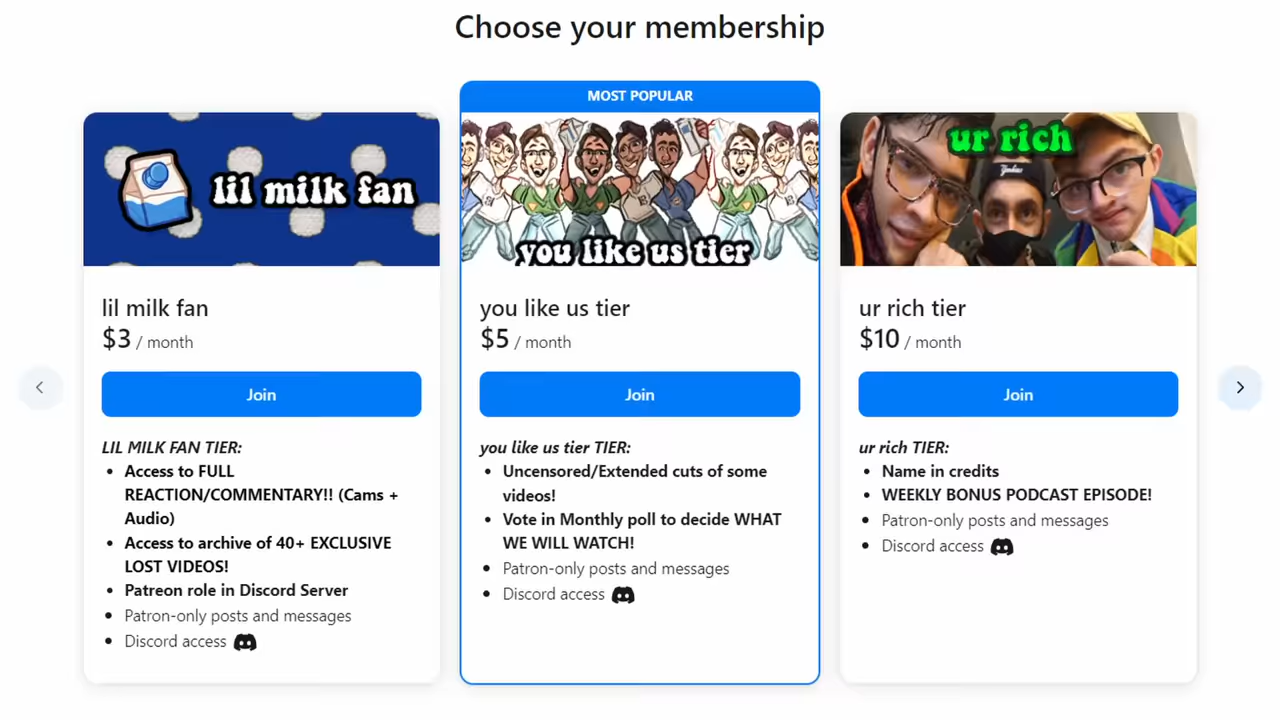 Choose your membership
MOST POPULAR
lil milk fan
lil milk fan
$3 / month
Join
LIL MILK FAN TIER:
• Access to FULL
REACTION/COMMENTARY!! (Cams +
Audio)
• Access to archive of 40+ EXCLUSIVE
LOST VIDEOS!
• Patreon role in Discord Server
• Patron-only posts and messages
• Discord access
you like us tier
you like us tier
$5 / month
Join
you like us tier TIER:
• Uncensored/Extended cuts of some
videos!
• Vote in Monthly poll to decide WHAT
WE WILL WATCH!
• Patron-only posts and messages
• Discord access
ur rich
ur rich tier
$10 / month
Join
ur rich TIER:
• Name in credits
• WEEKLY BONUS PODCAST EPISODE!
• Patron-only posts and messages
• Discord access